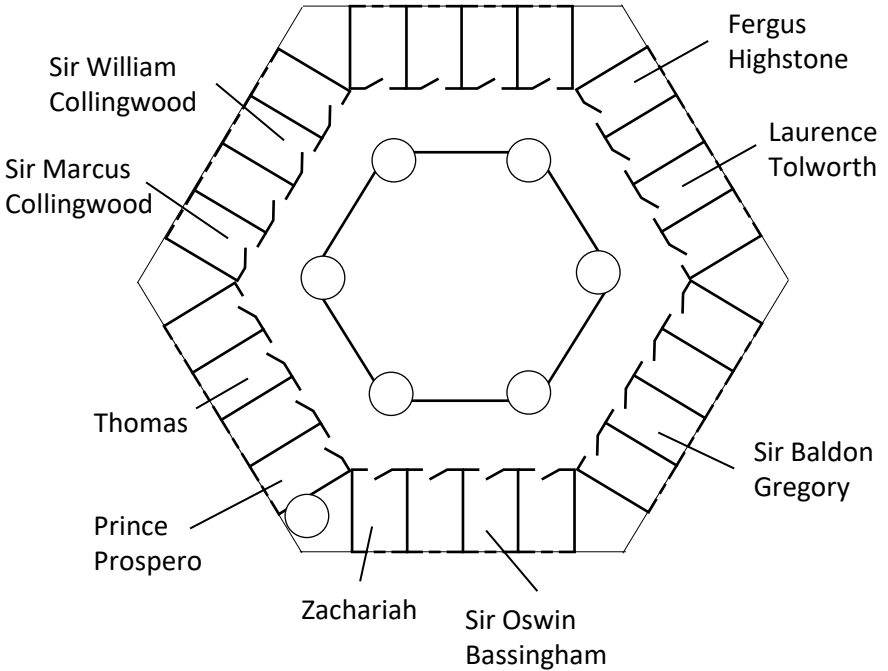 Fergus
Highstone
Sir William
Collingwood
Laurence
Tolworth
Sir Marcus
Collingwood
Thomas
Sir Baldon
Gregory
Prince
Prospero
Zachariah
Sir Oswin
Bassingham